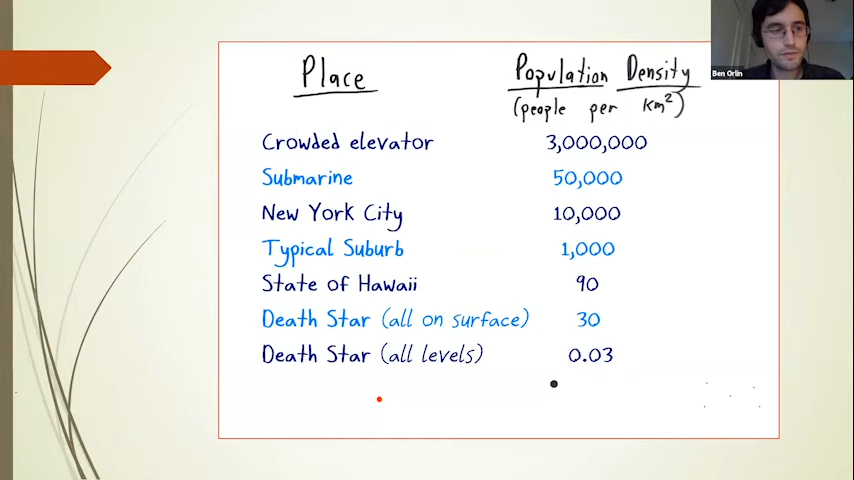 Place Population Density
(people per km²)
Crowded elevator 3,000,000
Submarine 50,000
New York City 10,000
Typical Suburb 1,000
State of Hawaii 90
Death Star (all on surface) 30
Death Star (all levels) 0.03
Ben Orlin